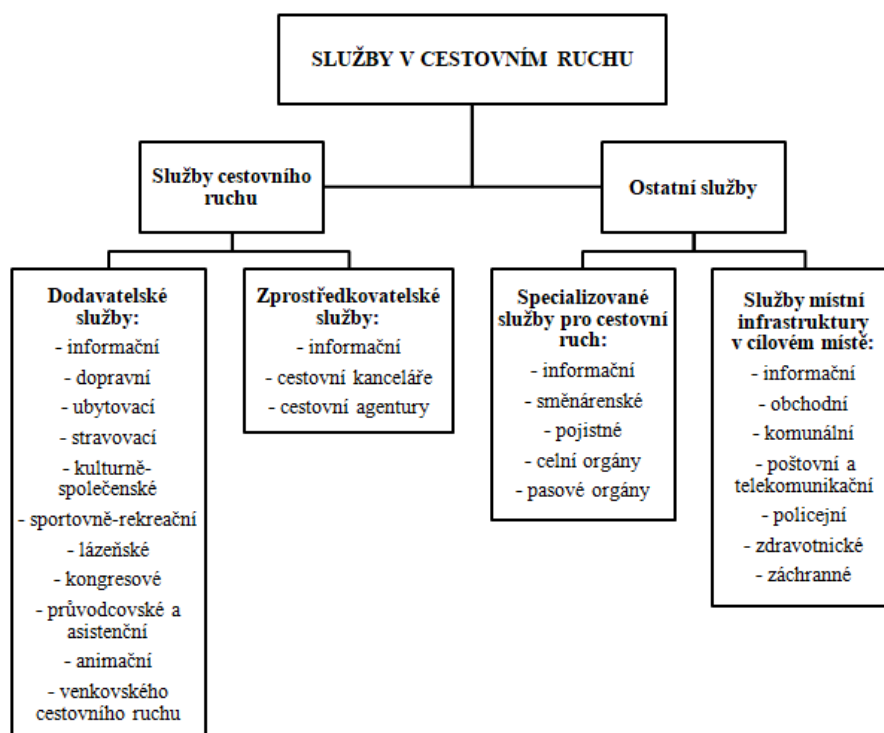 SLUŽBY V CESTOVNÍM RUCHU
Služby cestovního
ruchu
Ostatní služby
Dodavatelské
služby:
- informační
- dopravní
- ubytovací
- stravovací
- kulturně-
společenské
- sportovně-rekreační
- lázeňské
- kongresové
- průvodcovské a
asistenční
- animační
- venkovského
cestovního ruchu
Zprostředkovatelské
služby:
- informační
- cestovní kanceláře
- cestovní agentury
Specializované
služby pro cestovní
ruch:
- informační
- směnárenské
- pojistné
- celní orgány
- pasové orgány
Služby místní
infrastruktury
v cílovém místě:
- informační
- obchodní
- komunální
- poštovní a
telekomunikační
- policejní
- zdravotnické
- záchranné